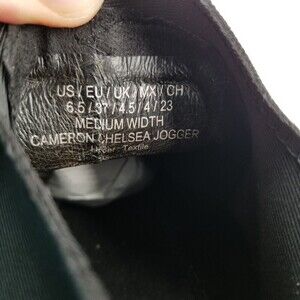 US / EU / UK / MX / CH
6.5 / 37 / 4.5 / 4 / 23
MEDIUM WIDTH
CAMERON CHELSEA JOGGER
Textile